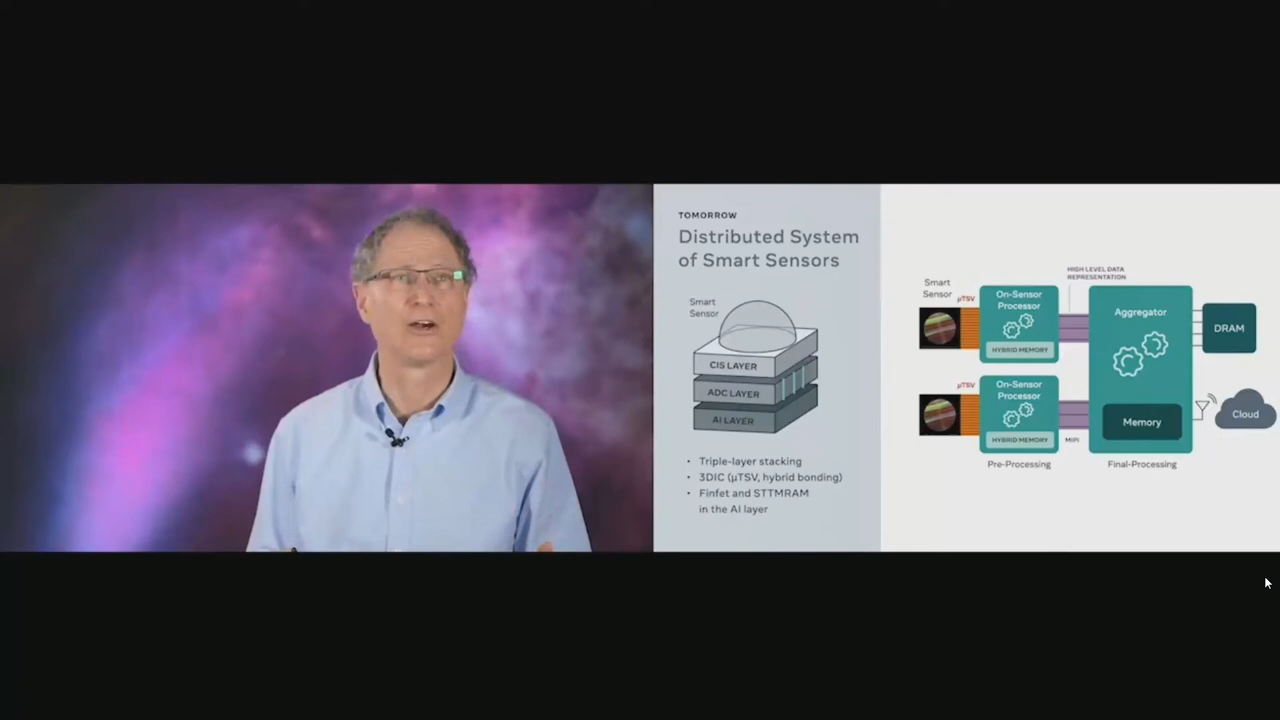 TOMORROW
Distributed System
of Smart Sensors
Smart
Sensor
CIS LAYER
ADC LAYER
AI LAYER
• Triple-layer stacking
• 3DIC (µTSV, hybrid bonding)
• Finfet and STTMRAM
in the AI layer
HIGH LEVEL DATA
REPRESENTATION
Smart
Sensor
µTSV
On-Sensor
Processor
HYBRID MEMORY
µTSV
On-Sensor
Processor
HYBRID MEMORY
Pre-Processing
MIPI
Aggregator
Memory
Final-Processing
DRAM
Cloud